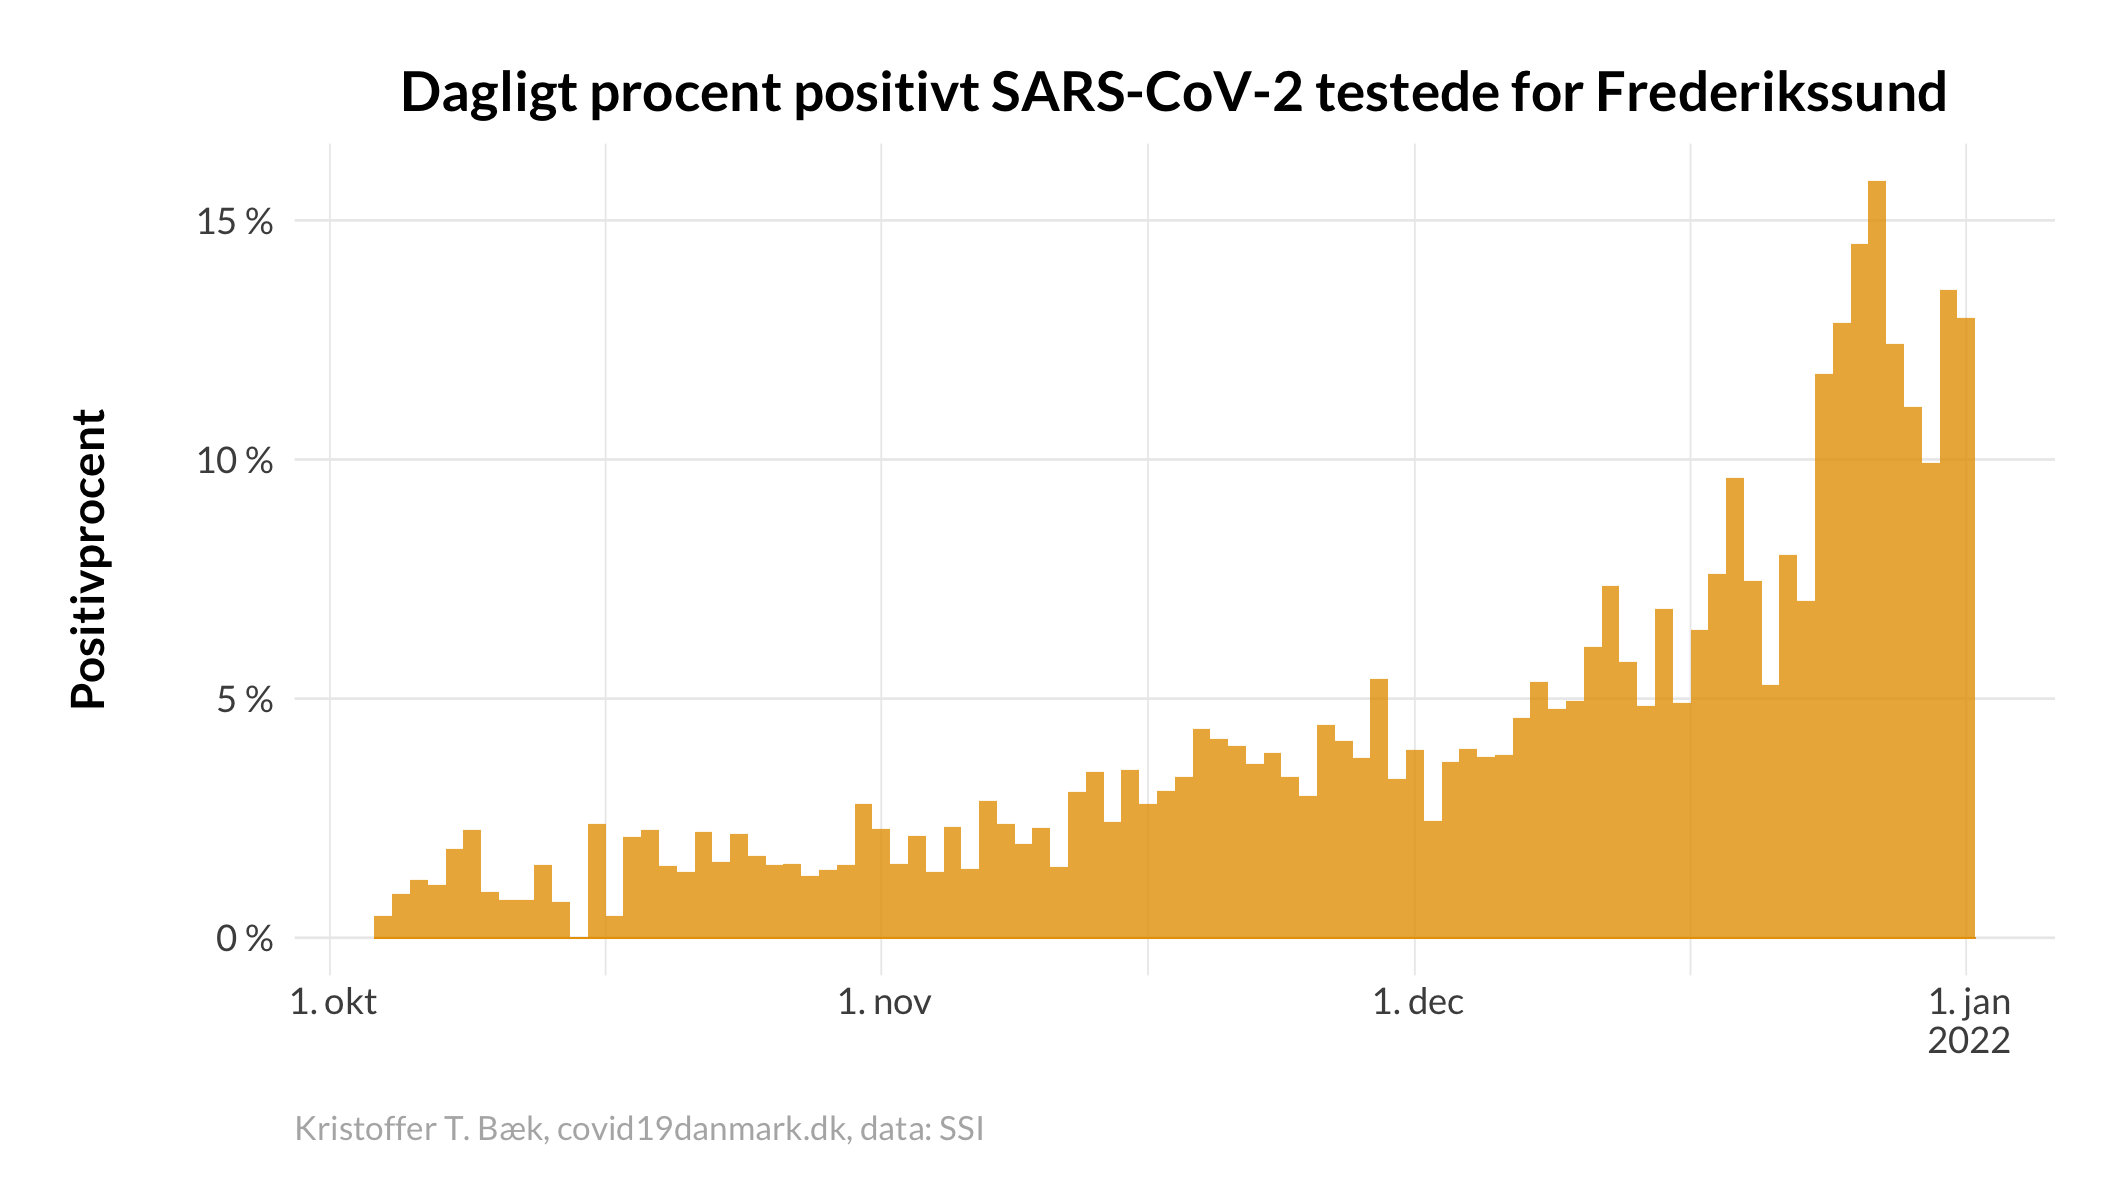 Dagligt procent positivt SARS-CoV-2 testede for Frederikssund
Positivprocent
15 %
10 %
5 %
0 %
1. okt
1. nov
1. dec
1. jan
2022
Kristoffer T. Bæk, covid19danmark.dk, data: SSI